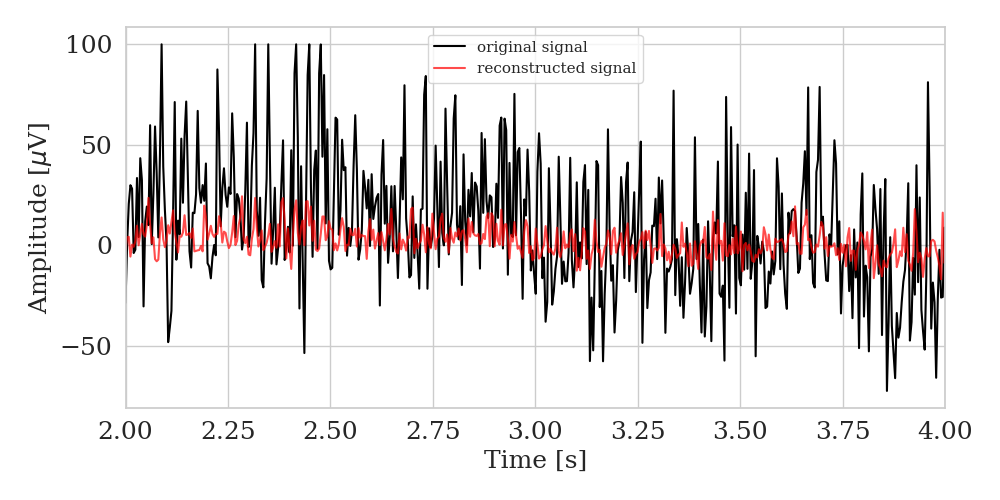 original signal
reconstructed signal
Amplitude [μV]
100
50
0
−50
2.00 2.25 2.50 2.75 3.00 3.25 3.50 3.75 4.00
Time [s]